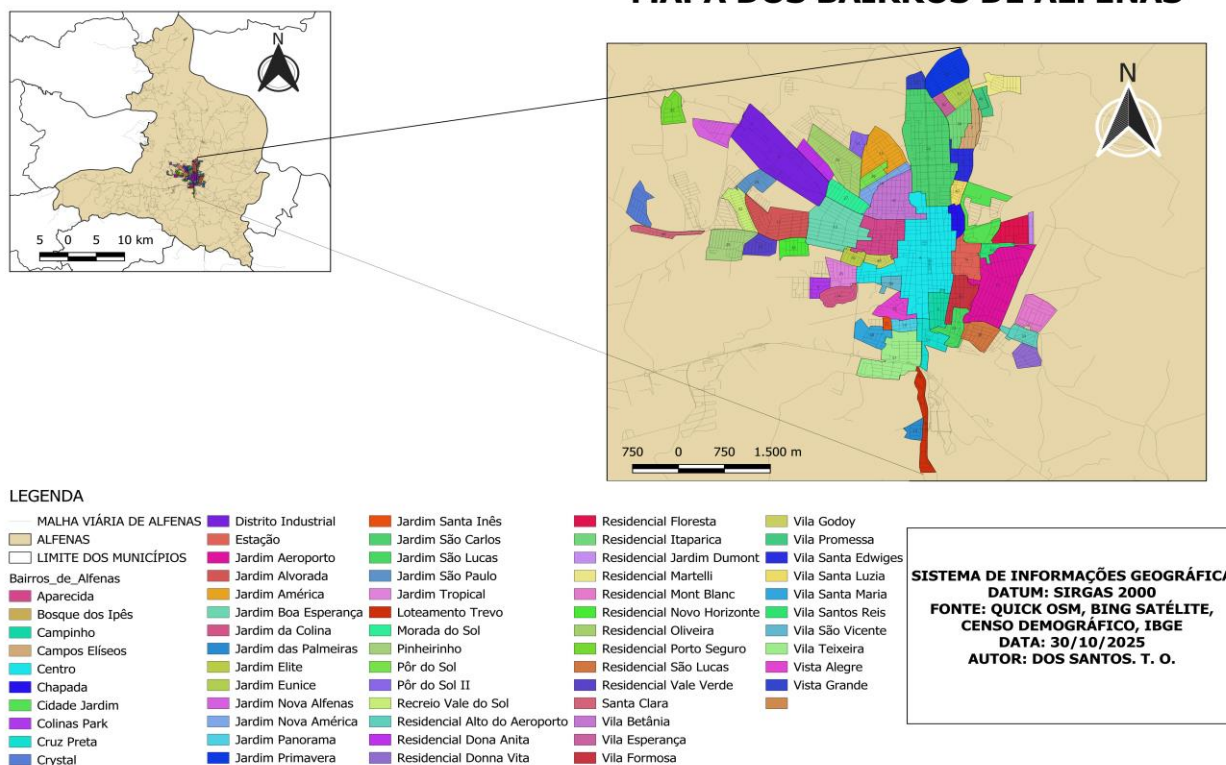 MAPA DOS BAIRROS DE ALFENAS
N
5 0 5 10 km
N
750 0 750 1.500 m
LEGENDA
MALHA VIÁRIA DE ALFENAS
ALFENAS
LIMITE DOS MUNICÍPIOS
Bairros_de_Alfenas
Aparecida
Bosque dos Ipês
Campinho
Campos Elíseos
Centro
Chapada
Cidade Jardim
Colinas Park
Cruz Preta
Crystal
Distrito Industrial
Estação
Jardim Aeroporto
Jardim Alvorada
Jardim América
Jardim Boa Esperança
Jardim da Colina
Jardim das Palmeiras
Jardim Elite
Jardim Eunice
Jardim Nova Alfenas
Jardim Nova América
Jardim Panorama
Jardim Primavera
Jardim Santa Inês
Jardim São Carlos
Jardim São Lucas
Jardim São Paulo
Jardim Tropical
Loteamento Trevo
Morada do Sol
Pinheirinho
Pôr do Sol
Pôr do Sol II
Recreio Vale do Sol
Residencial Alto do Aeroporto
Residencial Dona Anita
Residencial Donna Vita
Residencial Floresta
Residencial Itaparica
Residencial Jardim Dumont
Residencial Martelli
Residencial Mont Blanc
Residencial Novo Horizonte
Residencial Oliveira
Residencial Porto Seguro
Residencial São Lucas
Residencial Vale Verde
Santa Clara
Vila Betânia
Vila Esperança
Vila Formosa
Vila Godoy
Vila Promessa
Vila Santa Edwiges
Vila Santa Luzia
Vila Santa Maria
Vila Santos Reis
Vila São Vicente
Vila Teixeira
Vista Alegre
Vista Grande
SISTEMA DE INFORMAÇÕES GEOGRÁFICA
DATUM: SIRGAS 2000
FONTE: QUICK OSM, BING SATÉLITE,
CENSO DEMOGRÁFICO, IBGE
DATA: 30/10/2025
AUTOR: DOS SANTOS. T. O.